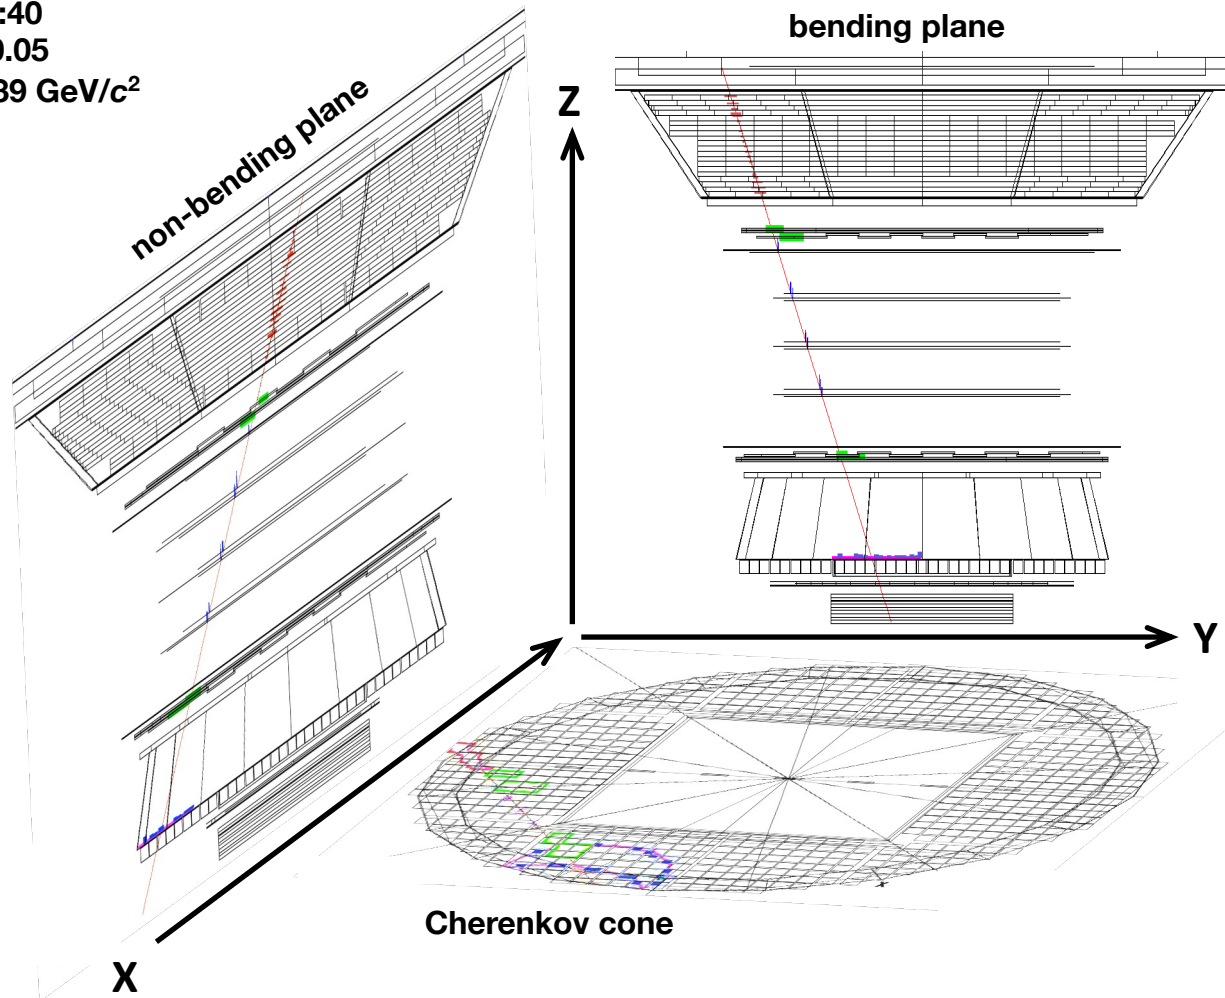 :40
0.05
39 GeV/c²
bending plane
non-bending plane
Z
Y
X
Cherenkov cone